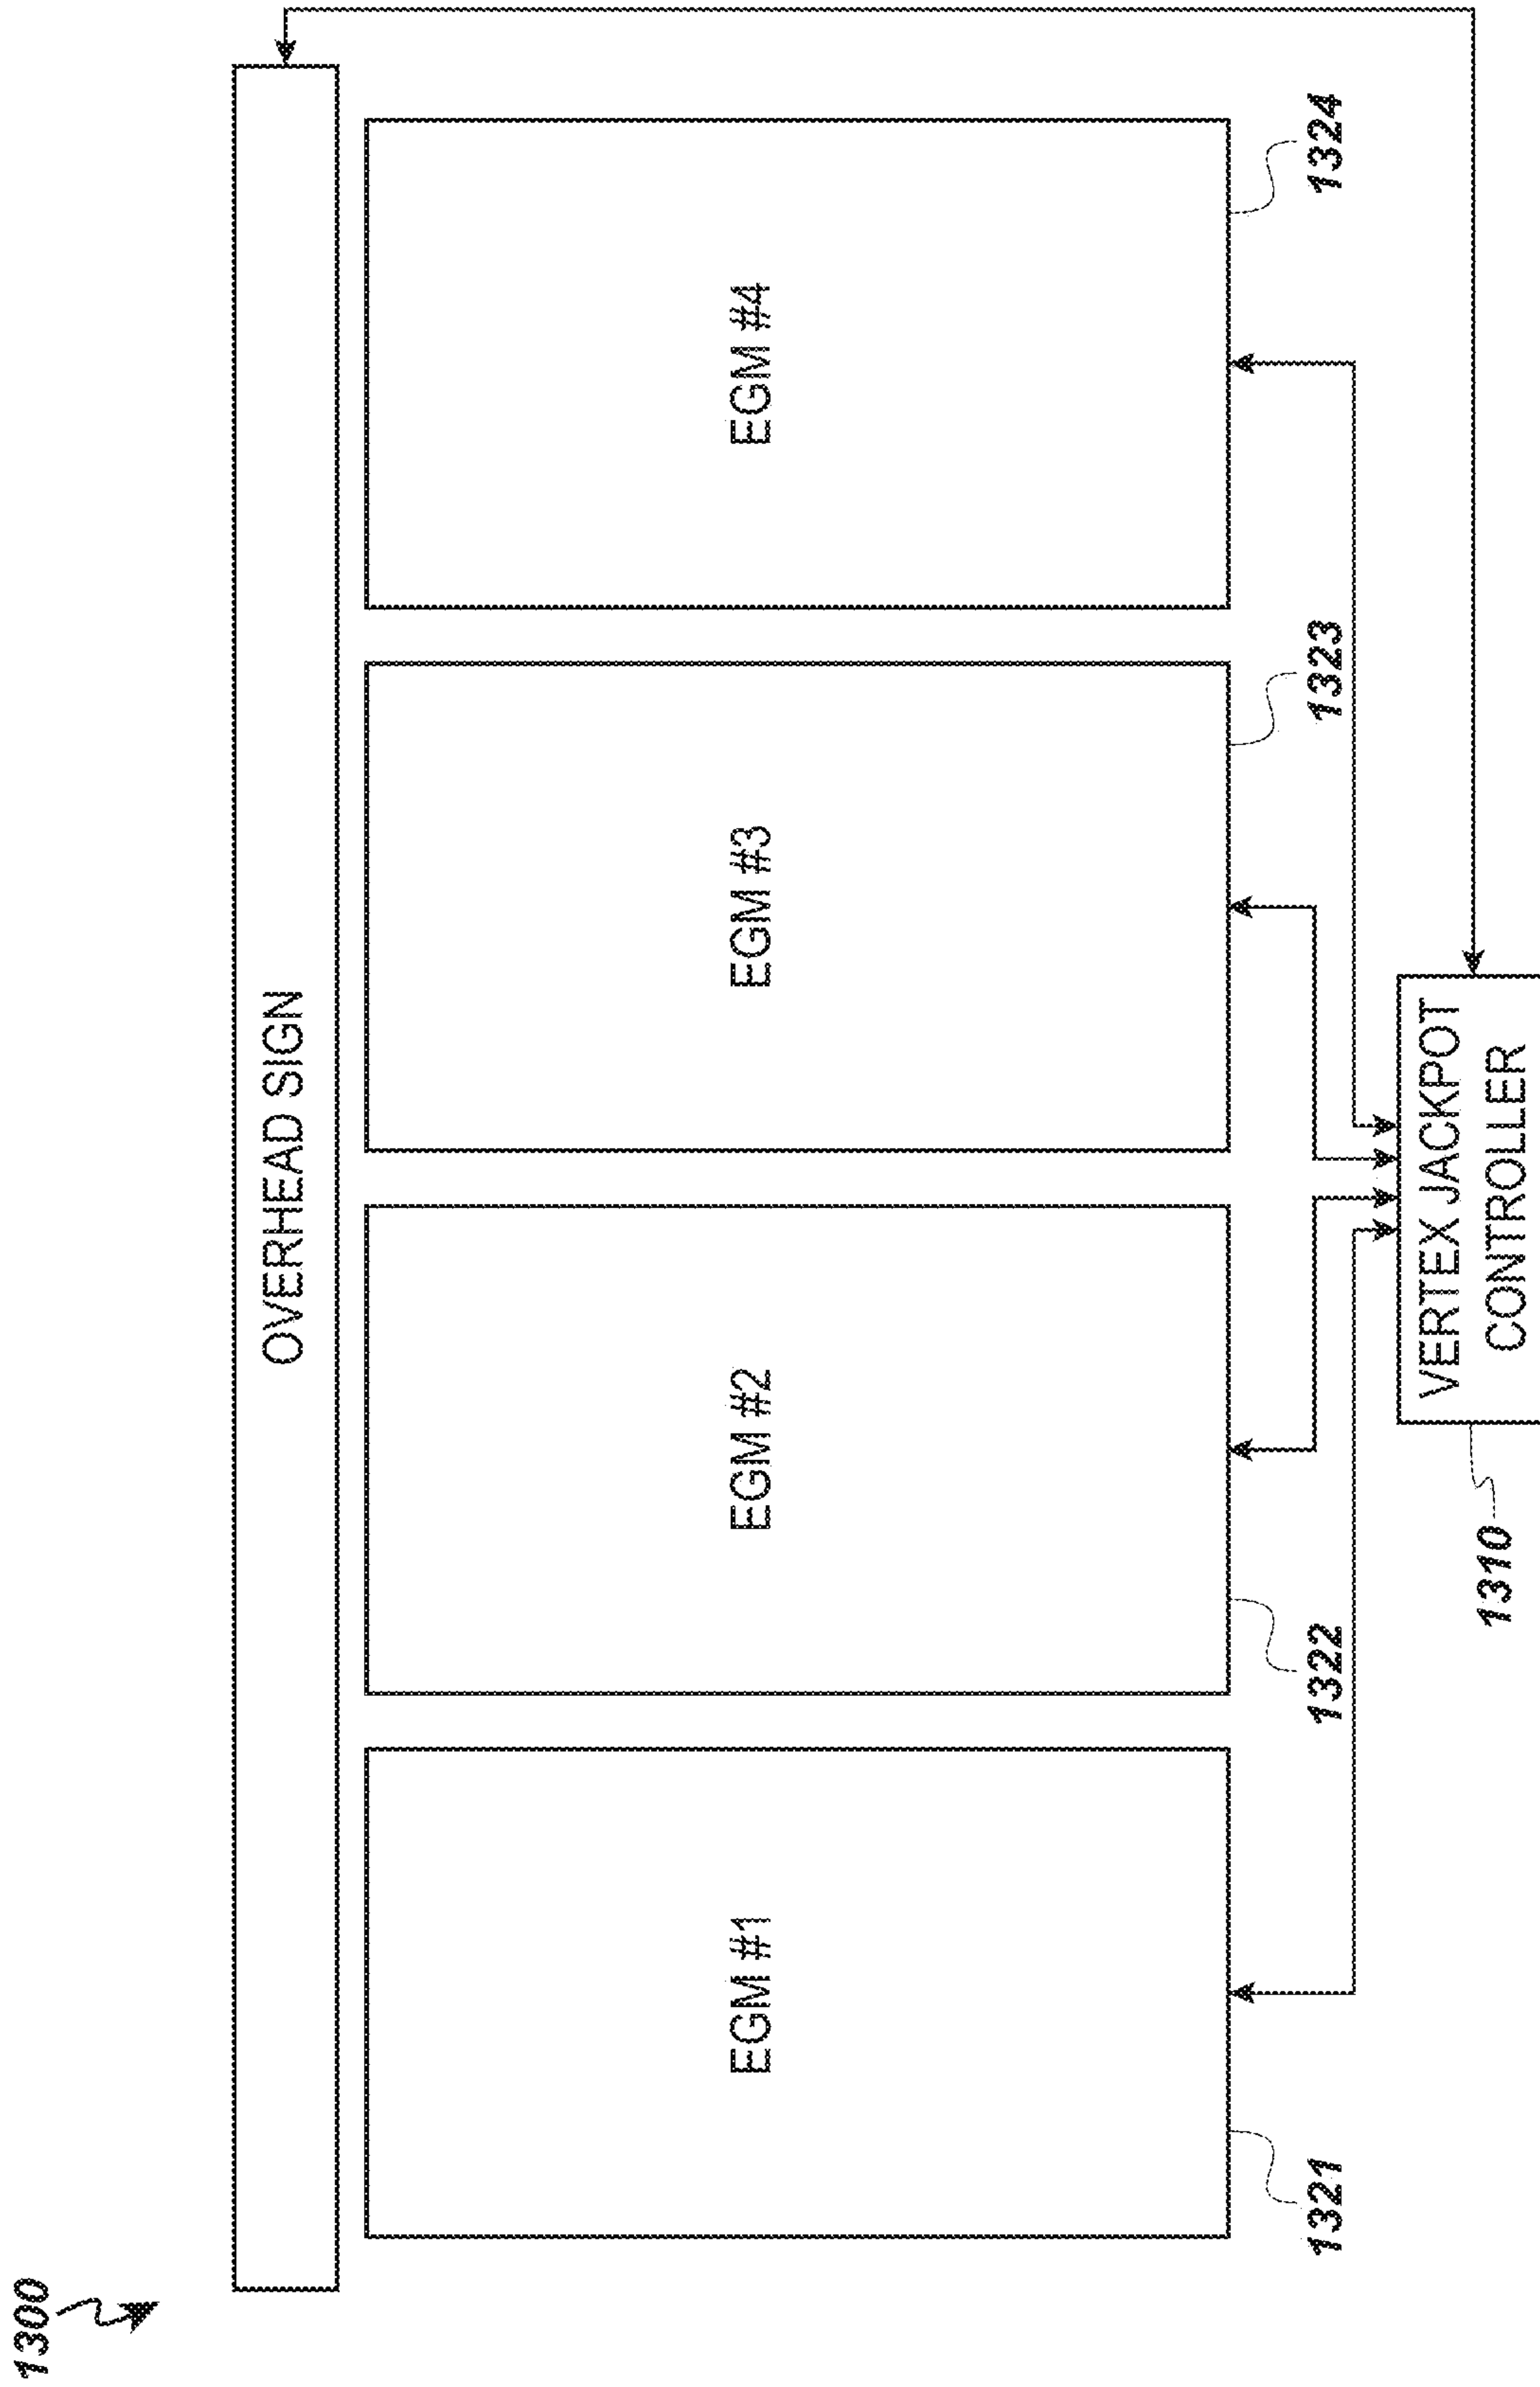 1300
OVERHEAD SIGN
EGM #1
EGM #2
EGM #3
EGM #4
1321
1322
1323
1324
VERTEX JACKPOT
CONTROLLER
1310